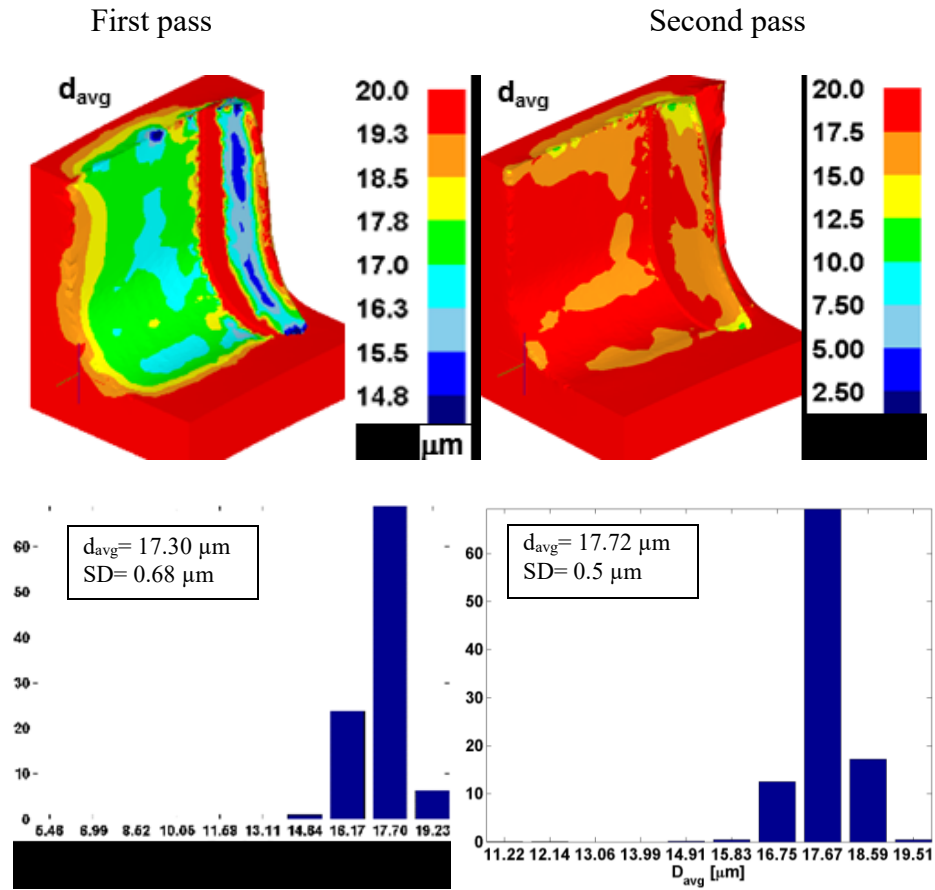 First pass
Second pass
davg
20.0
19.3
18.5
17.8
17.0
16.3
15.5
14.8
μm
davg
20.0
17.5
15.0
12.5
10.0
7.50
5.00
2.50
davg= 17.30 µm
SD= 0.68 µm
60
50
40
30
20
10
0
5.46 6.99 8.62 10.05 11.58 13.11 14.64 16.17 17.70 19.23
davg= 17.72 µm
SD= 0.5 µm
60
50
40
30
20
10
0
11.22 12.14 13.06 13.99 14.91 15.83 16.75 17.67 18.59 19.51
Davg [μm]